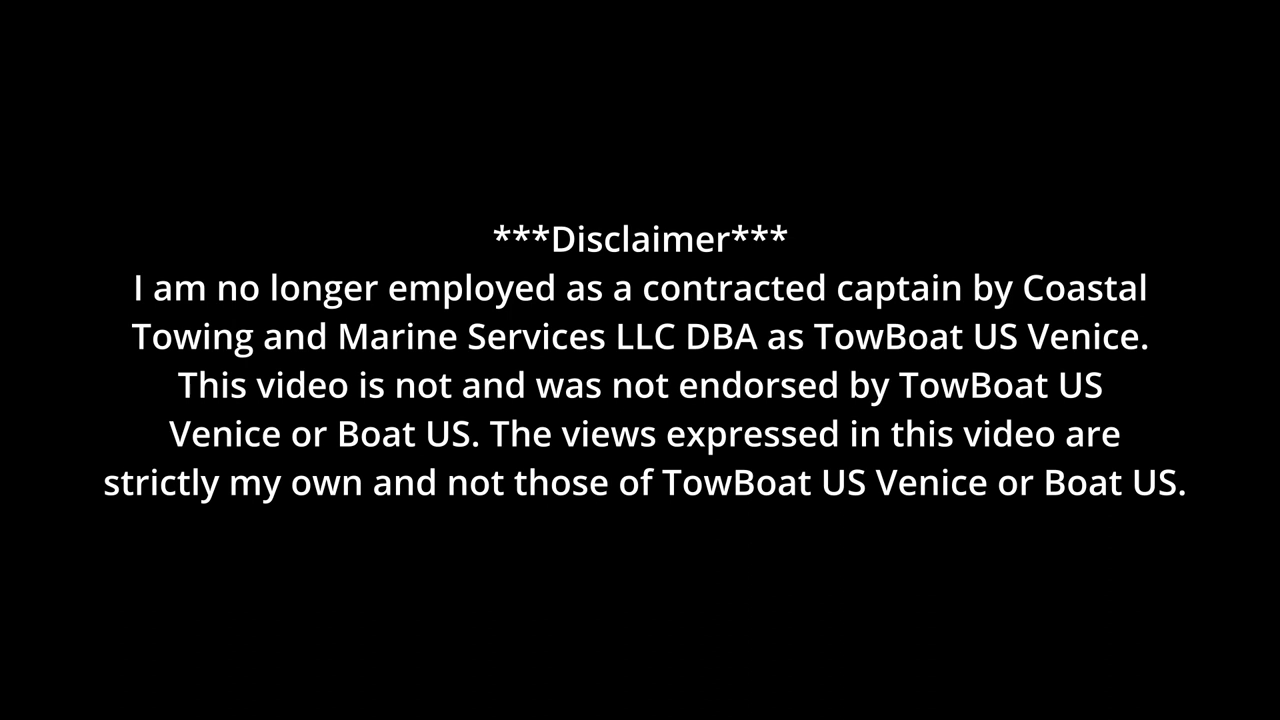 ***Disclaimer***
I am no longer employed as a contracted captain by Coastal
Towing and Marine Services LLC DBA as TowBoat US Venice.
This video is not and was not endorsed by TowBoat US
Venice or Boat US. The views expressed in this video are
strictly my own and not those of TowBoat US Venice or Boat US.